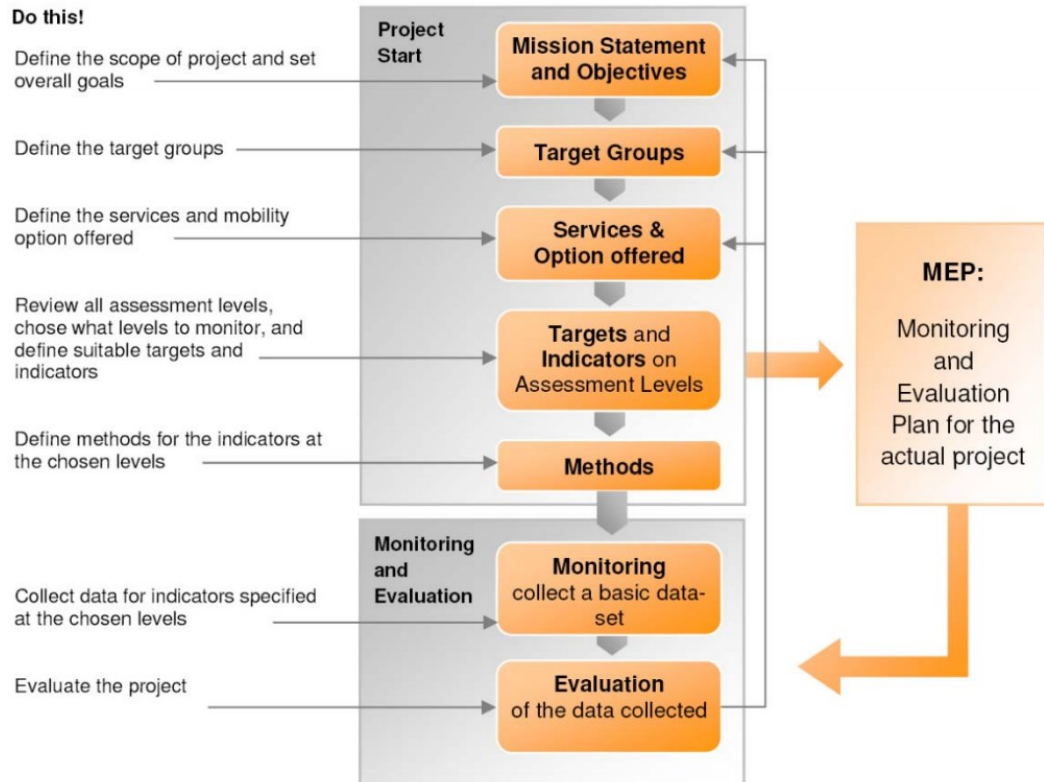 Do this!
Define the scope of project and set
overall goals
Define the target groups
Define the services and mobility
option offered
Review all assessment levels,
chose what levels to monitor, and
define suitable targets and
indicators
Define methods for the indicators at
the chosen levels
Collect data for indicators specified
at the chosen levels
Evaluate the project
Project
Start
Mission Statement
and Objectives
Target Groups
Services &
Option offered
Targets and
Indicators on
Assessment Levels
Methods
Monitoring
and
Evaluation
Monitoring
collect a basic data-
set
Evaluation
of the data collected
MEP:
Monitoring
and
Evaluation
Plan for the
actual project